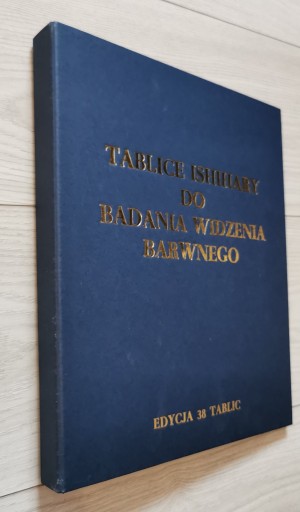 TABLICE ISHIHARY
DO
BADANIA WIDZENIA
BARWNEGO
EDYCJA 38 TABLIC